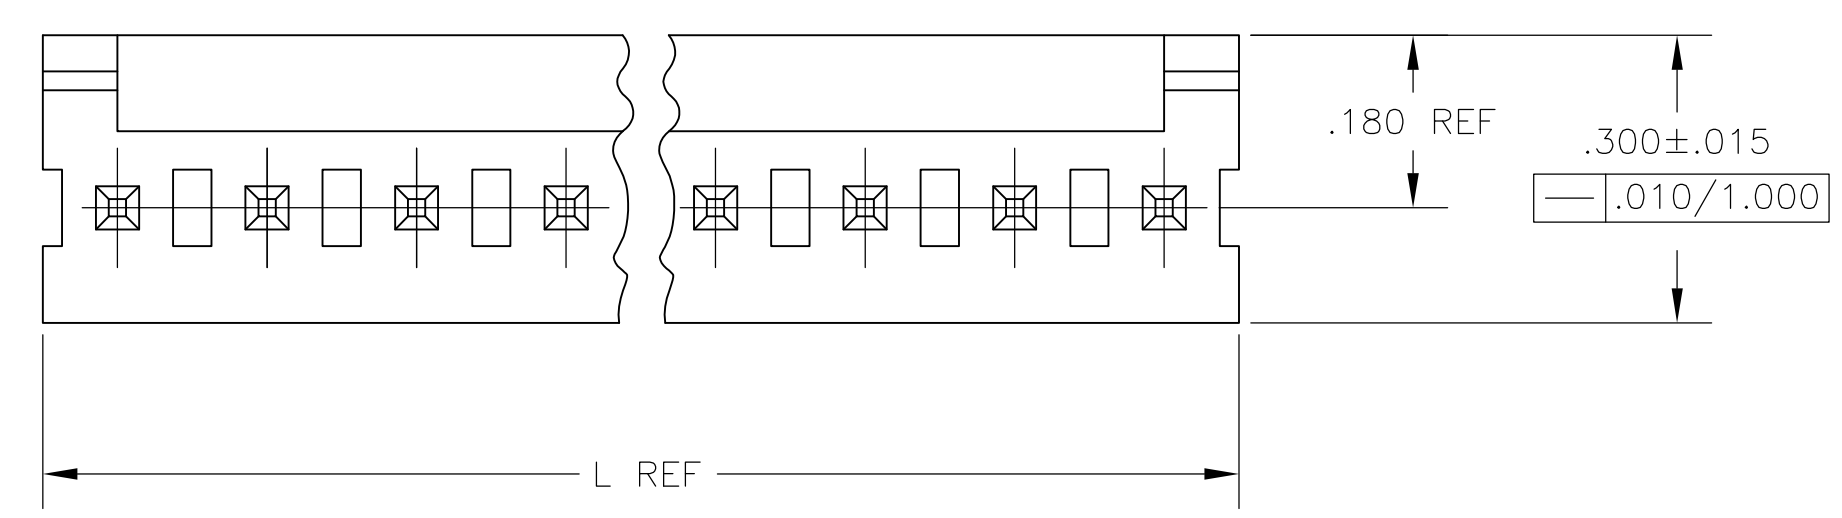 .180 REF
.300±.015
— .010/1.000
L REF